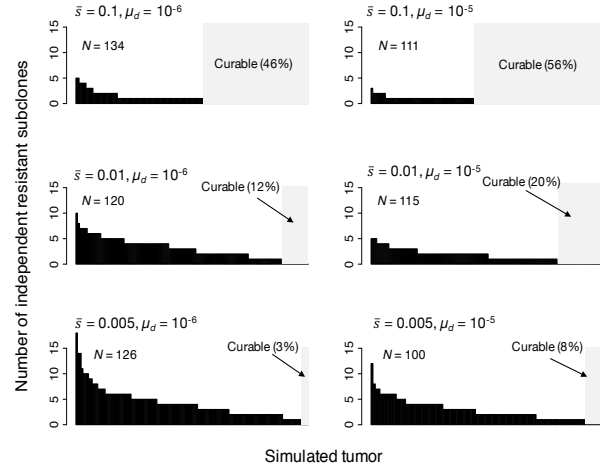 s̄ = 0.1, μd = 10-6
s̄ = 0.1, μd = 10-5
15
10
5
0
N = 134
Curable (46%)
15
10
5
0
N = 111
Curable (56%)
s̄ = 0.01, μd = 10-6
s̄ = 0.01, μd = 10-5
15
10
5
0
N = 120
Curable (12%)
15
10
5
0
N = 115
Curable (20%)
s̄ = 0.005, μd = 10-6
s̄ = 0.005, μd = 10-5
15
10
5
0
N = 126
Curable (3%)
15
10
5
0
N = 100
Curable (8%)
Number of independent resistant subclones
Simulated tumor